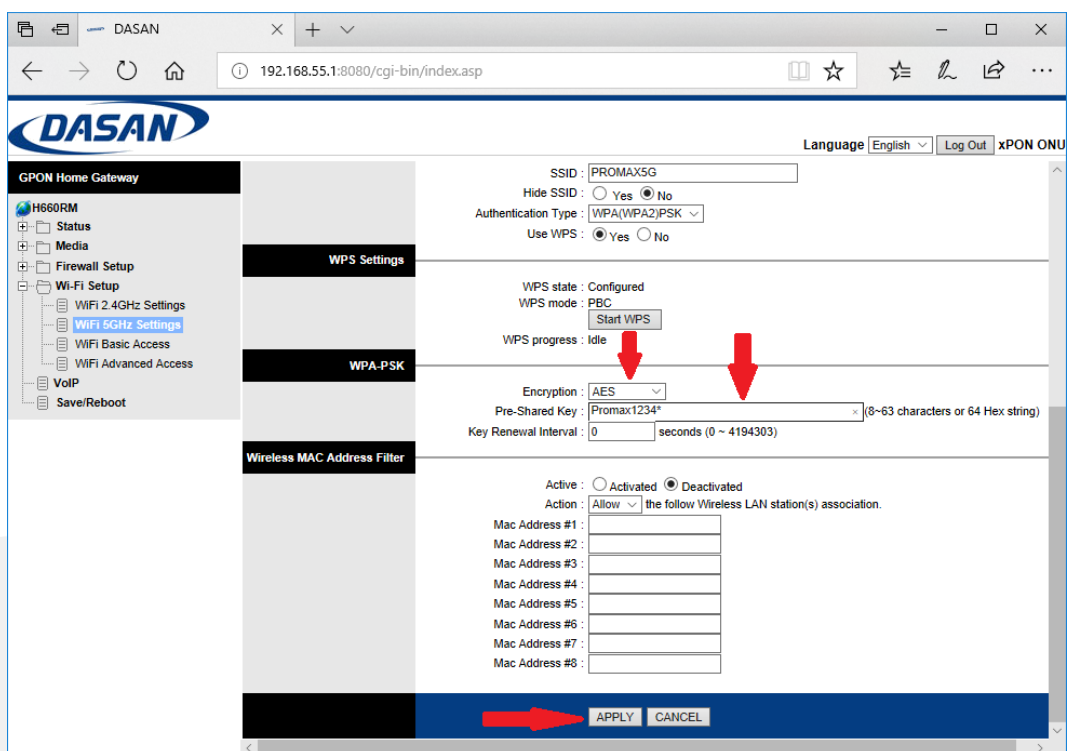 DASAN
192.168.55.1:8080/cgi-bin/index.asp
DASAN
Language English Log Out xPON ONU
GPON Home Gateway
H660RM
Status
Media
Firewall Setup
Wi-Fi Setup
WiFi 2.4GHz Settings
WiFi 5GHz Settings
WiFi Basic Access
WiFi Advanced Access
VoIP
Save/Reboot
SSID : PROMAX5G
Hide SSID : Yes No
Authentication Type : WPA(WPA2)PSK
Use WPS : Yes No
WPS Settings
WPS state : Configured
WPS mode : PBC
Start WPS
WPS progress : Idle
WPA-PSK
Encryption : AES
Pre-Shared Key : Promax1234* × (8~63 characters or 64 Hex string)
Key Renewal Interval : 0 seconds (0 ~ 4194303)
Wireless MAC Address Filter
Active : Activated Deactivated
Action : Allow the follow Wireless LAN station(s) association.
Mac Address #1 :
Mac Address #2 :
Mac Address #3 :
Mac Address #4 :
Mac Address #5 :
Mac Address #6 :
Mac Address #7 :
Mac Address #8 :
APPLY CANCEL